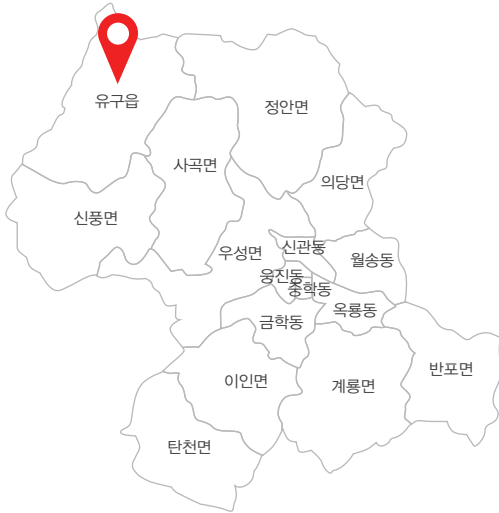 유구읍
정안면
사곡면
의당면
신풍면
우성면
신관동
월송동
웅진동
중학동
옥룡동
금학동
이인면
계룡면
반포면
탄천면